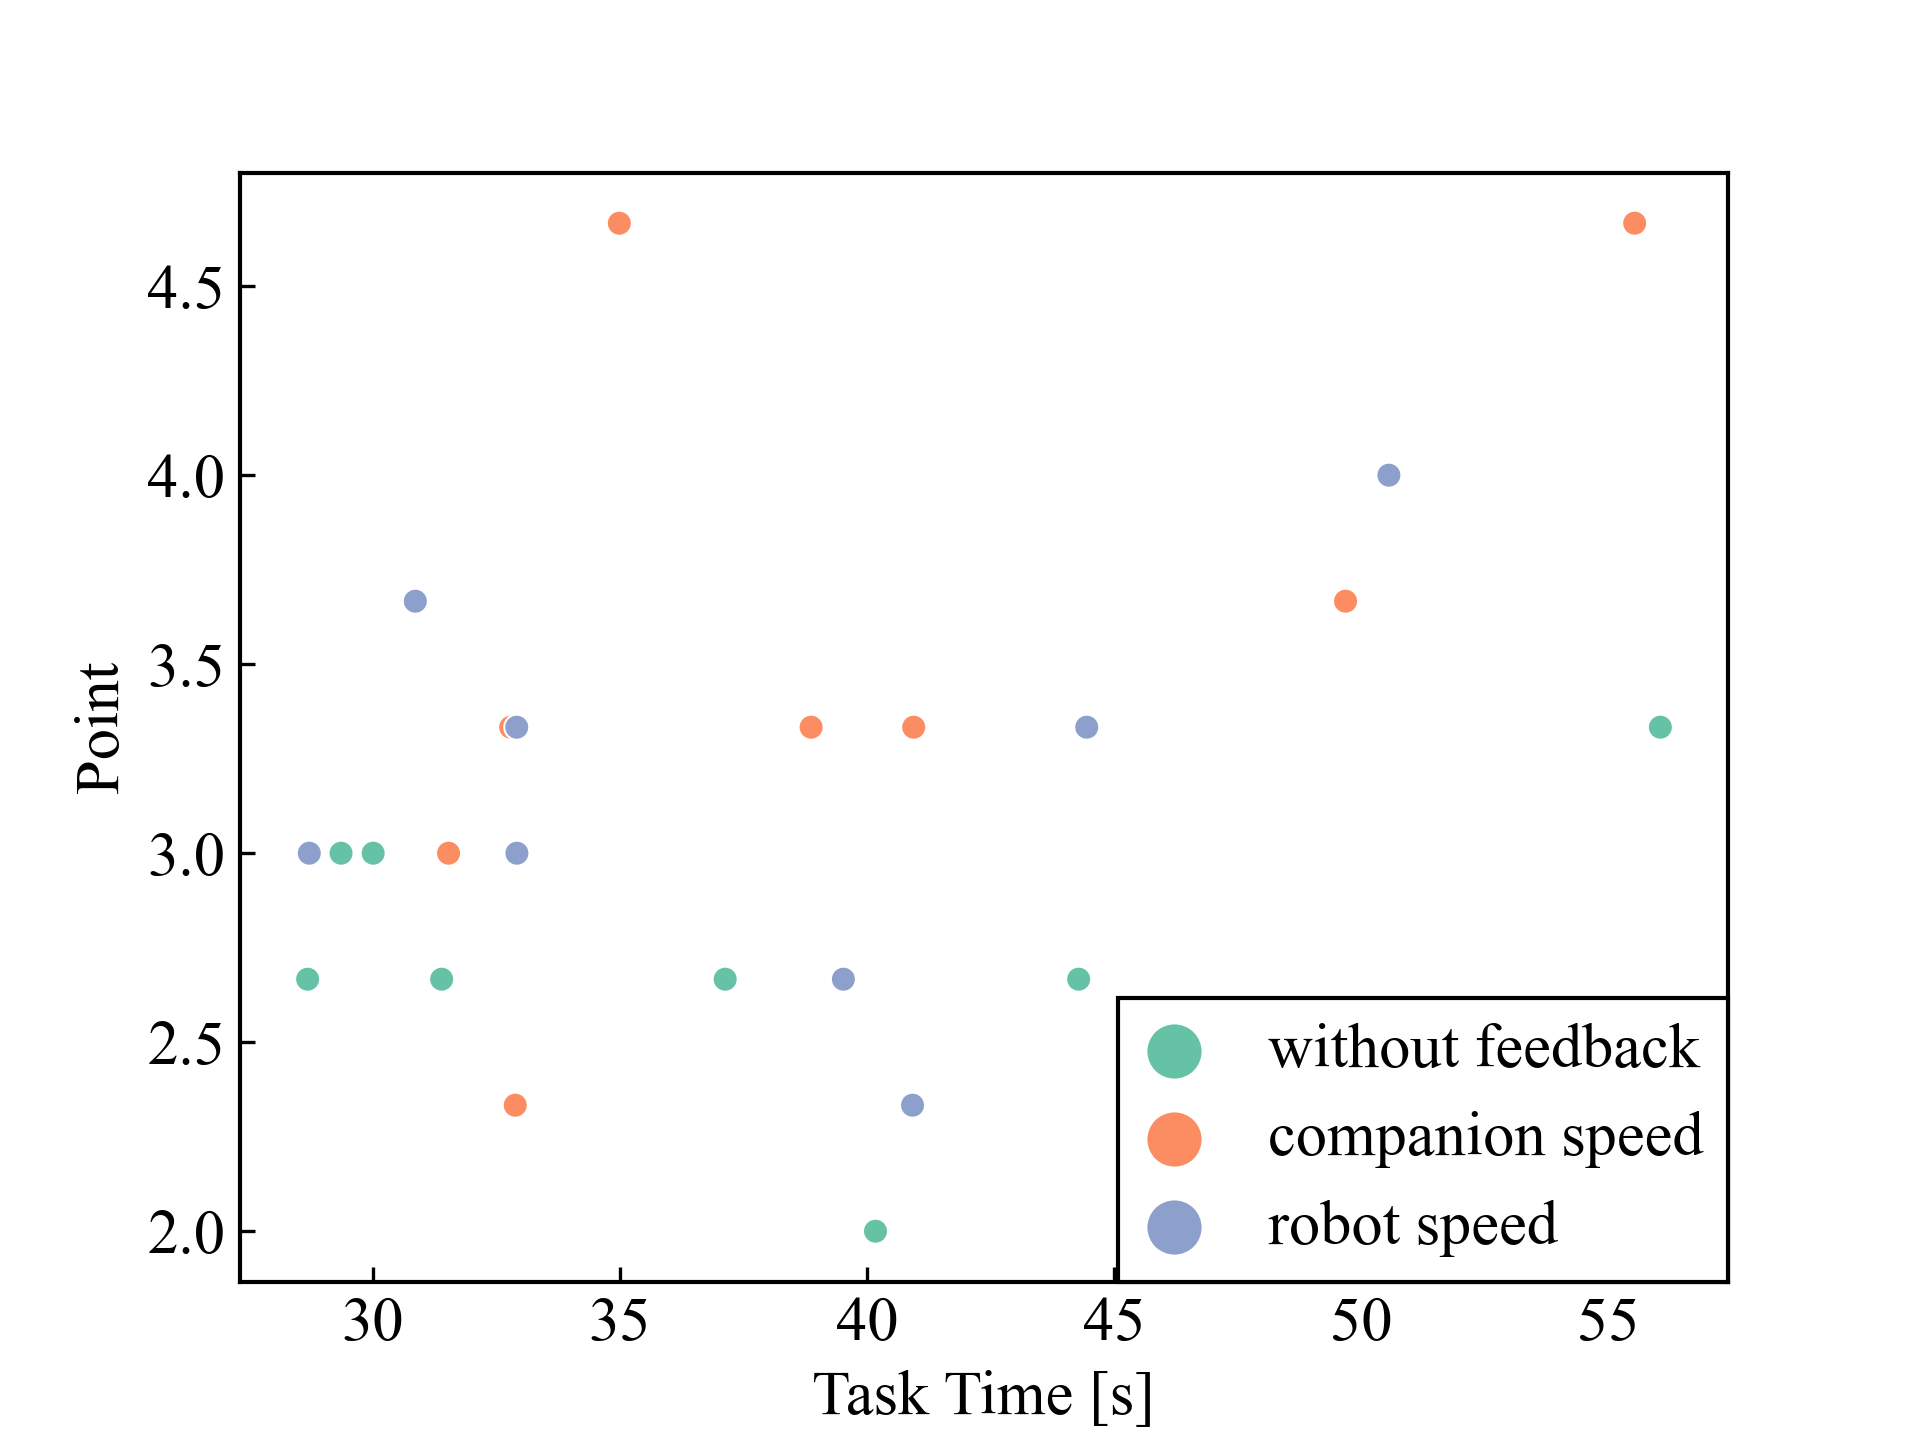 4.5
4.0
3.5
3.0
2.5
2.0
Point
30 35 40 45 50 55
Task Time [s]
without feedback
companion speed
robot speed